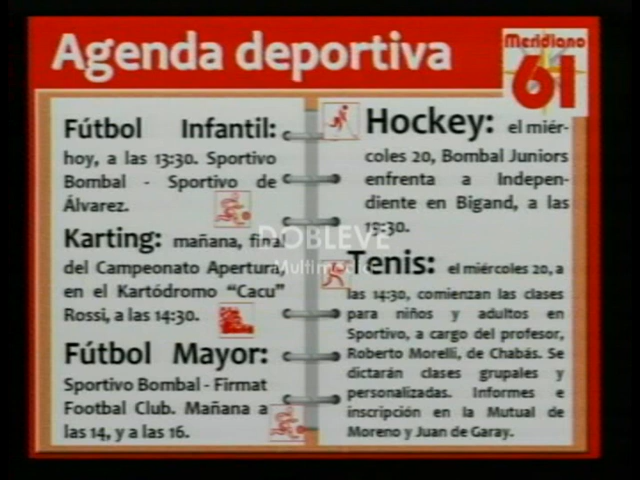 Agenda deportiva
Meridiano
61
Fútbol Infantil:
hoy, a las 13:30. Sportivo
Bombal - Sportivo de
Álvarez.
Karting: mañana, final
del Campeonato Apertura,
en el Kartódromo “Cacu”
Rossi, a las 14:30.
Fútbol Mayor:
Sportivo Bombal - Firmat
Footbal Club. Mañana a
las 14, y a las 16.
Hockey: el miér-
coles 20, Bombal Juniors
enfrenta a Indepen-
diente en Bigand, a las
19:30.
Tenis: el miércoles 20, a
las 14:30, comienzan las clases
para niños y adultos en
Sportivo, a cargo del profesor,
Roberto Morelli, de Chabás. Se
dictarán clases grupales y
personalizadas. Informes e
inscripción en la Mutual de
Moreno y Juan de Garay.
DOBLEVE
Multimedia